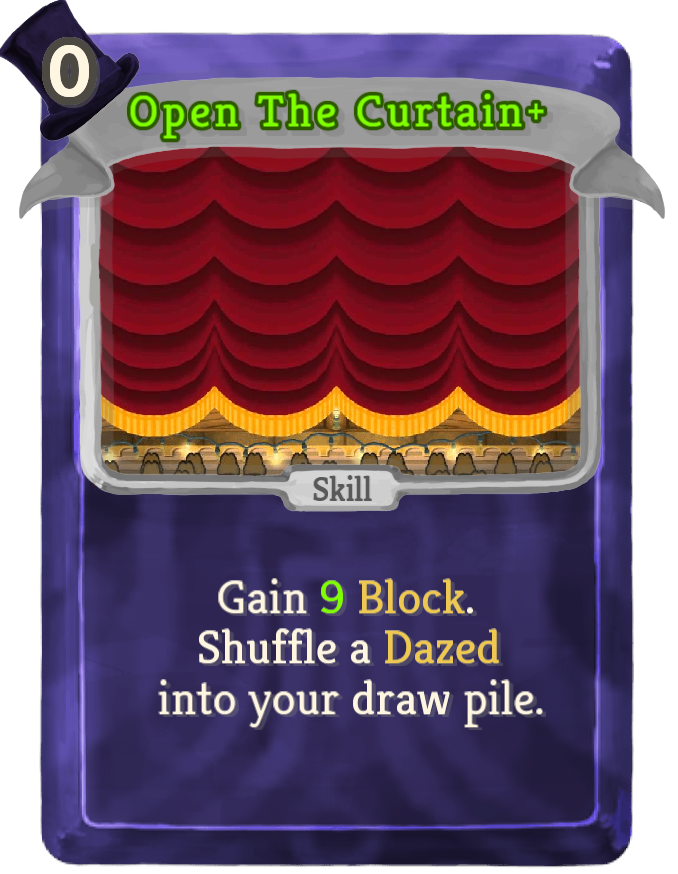 0
Open The Curtain+
Skill
Gain 9 Block.
Shuffle a Dazed
into your draw pile.